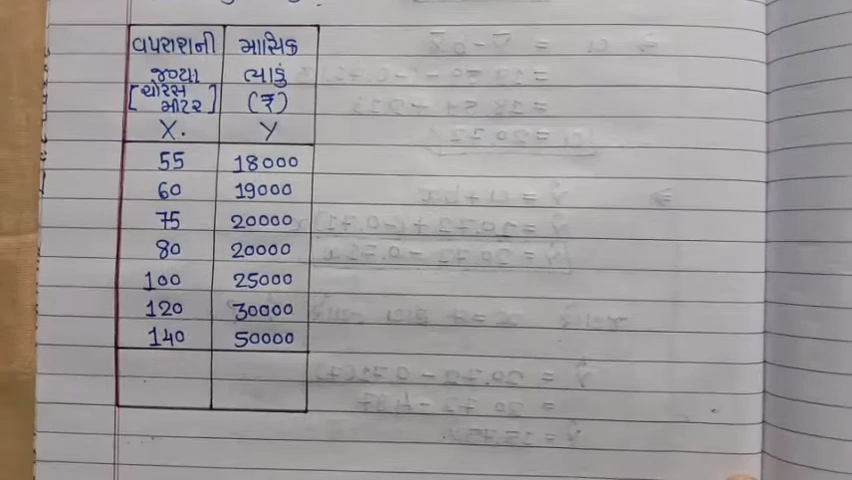 વપરાશની માસિક
જગ્યા ભાડું
[ચોરસ મીટર] (₹)
X. Y
55 18000
60 19000
75 20000
80 20000
100 25000
120 30000
140 50000